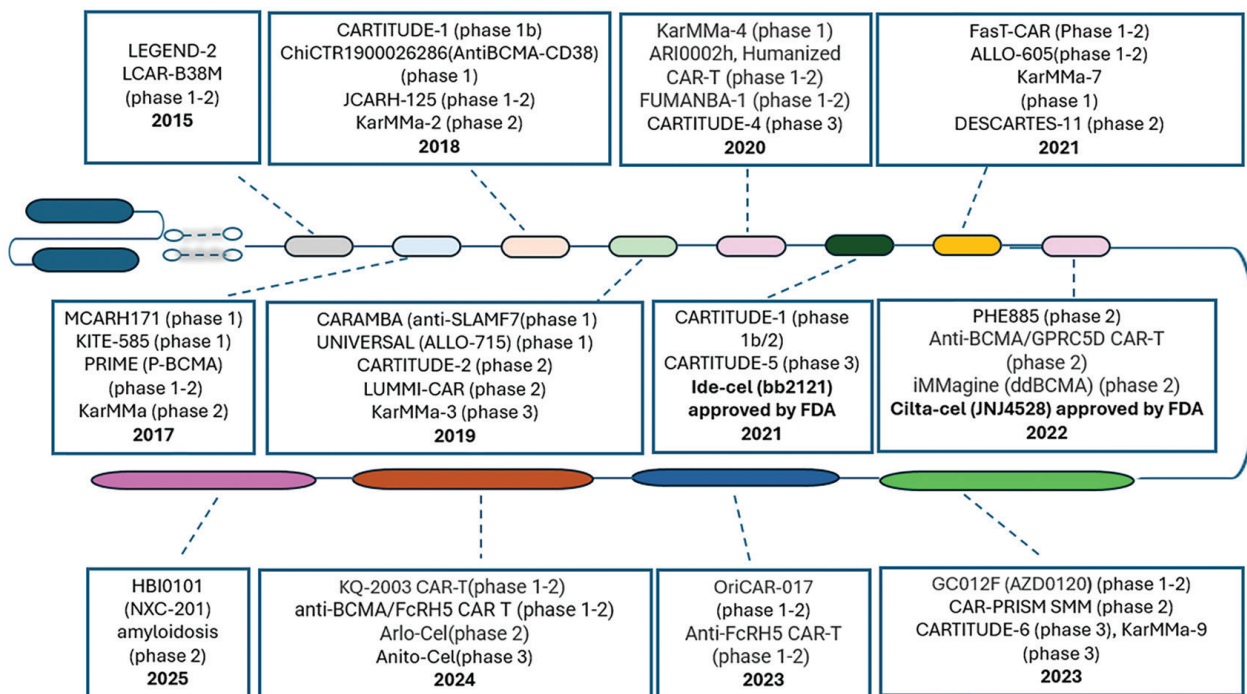 LEGEND-2
LCAR-B38M
(phase 1-2)
2015
CARTITUDE-1 (phase 1b)
ChiCTR1900026286(AntiBCMA-CD38)
(phase 1)
JCARH-125 (phase 1-2)
KarMMa-2 (phase 2)
2018
KarMMa-4 (phase 1)
ARI0002h, Humanized
CAR-T (phase 1-2)
FUMANBA-1 (phase 1-2)
CARTITUDE-4 (phase 3)
2020
FasT-CAR (Phase 1-2)
ALLO-605(phase 1-2)
KarMMa-7
(phase 1)
DESCARTES-11 (phase 2)
2021
MCARH171 (phase 1)
KITE-585 (phase 1)
PRIME (P-BCMA)
(phase 1-2)
KarMMa (phase 2)
2017
CARAMBA (anti-SLAMF7(phase 1)
UNIVERSAL (ALLO-715) (phase 1)
CARTITUDE-2 (phase 2)
LUMMI-CAR (phase 2)
KarMMa-3 (phase 3)
2019
CARTITUDE-1 (phase
1b/2)
CARTITUDE-5 (phase 3)
Ide-cel (bb2121)
approved by FDA
2021
PHE885 (phase 2)
Anti-BCMA/GPRC5D CAR-T
(phase 2)
iMMagine (ddBCMA) (phase 2)
Cilta-cel (JNJ4528) approved by FDA
2022
HBI0101
(NXC-201)
amyloidosis
(phase 2)
2025
KQ-2003 CAR-T(phase 1-2)
anti-BCMA/FcRH5 CAR T (phase 1-2)
Arlo-Cel(phase 2)
Anito-Cel(phase 3)
2024
OriCAR-017
(phase 1-2)
Anti-FcRH5 CAR-T
(phase 1-2)
2023
GC012F (AZD0120) (phase 1-2)
CAR-PRISM SMM (phase 2)
CARTITUDE-6 (phase 3), KarMMa-9
(phase 3)
2023